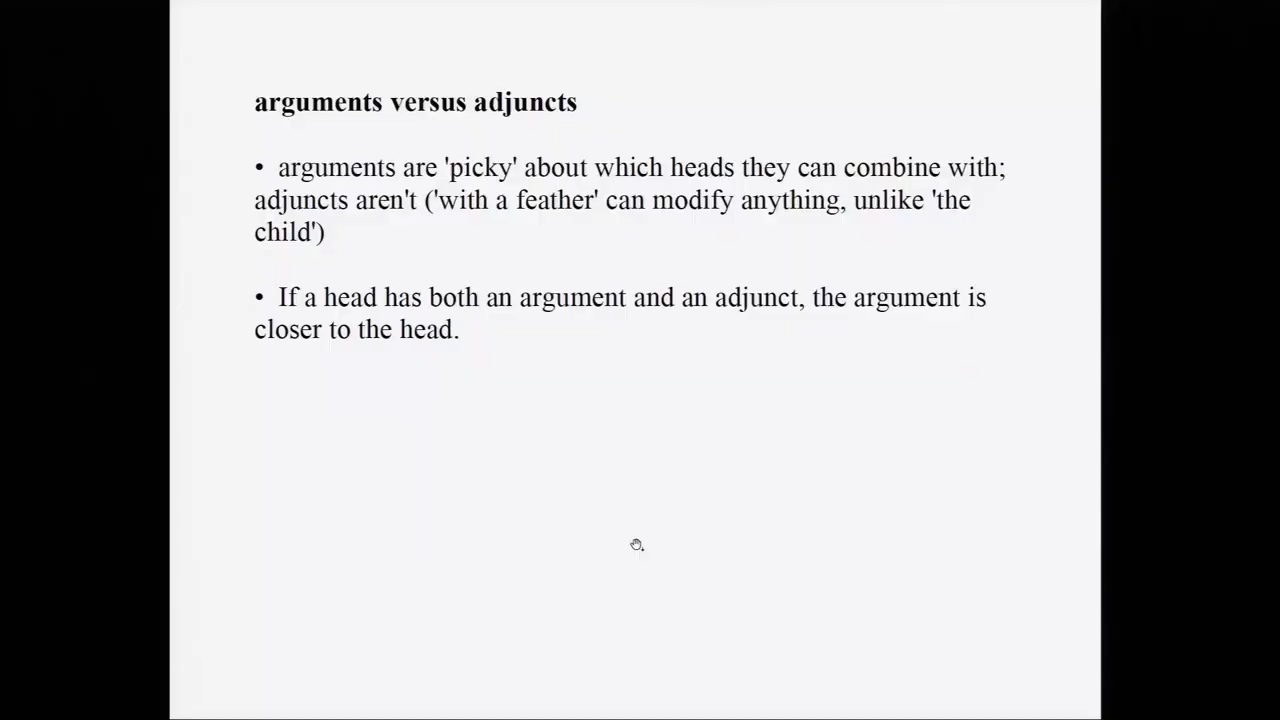 arguments versus adjuncts
• arguments are 'picky' about which heads they can combine with;
adjuncts aren't ('with a feather' can modify anything, unlike 'the
child')
• If a head has both an argument and an adjunct, the argument is
closer to the head.